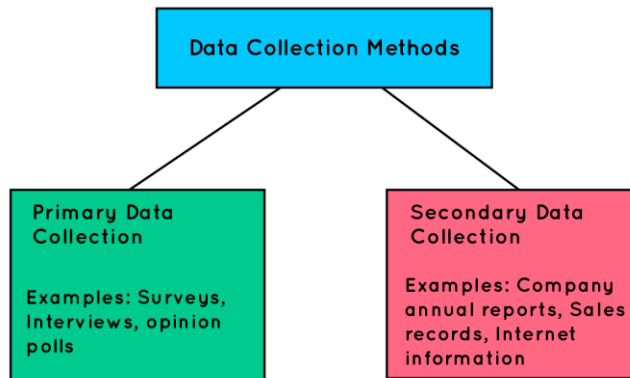 Data Collection Methods
Primary Data
Collection
Examples: Surveys,
Interviews, opinion
polls
Secondary Data
Collection
Examples: Company
annual reports, Sales
records, Internet
information